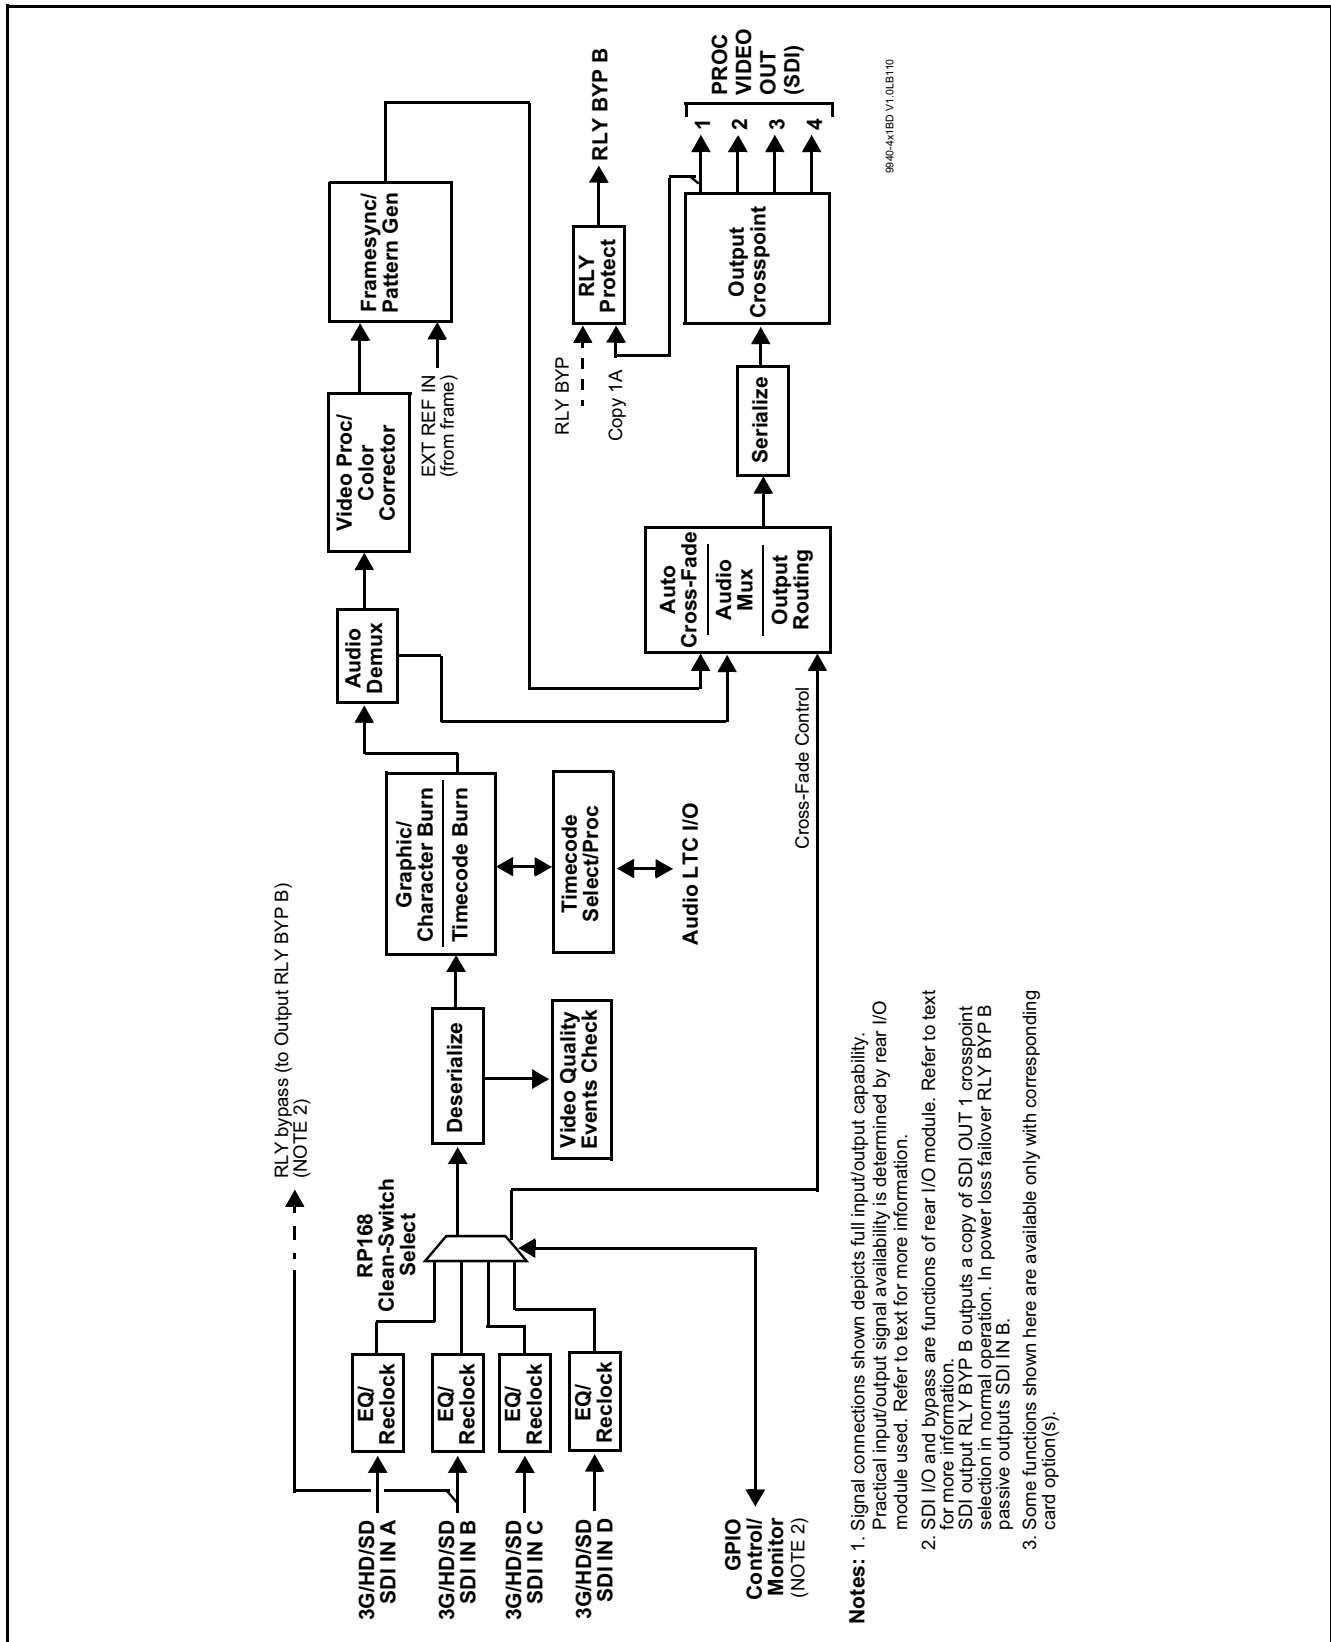 3G/HD/SD
SDI IN A
3G/HD/SD
SDI IN B
3G/HD/SD
SDI IN C
3G/HD/SD
SDI IN D
GPIO
Control/
Monitor
(NOTE 2)
EQ/
Reclock
EQ/
Reclock
EQ/
Reclock
EQ/
Reclock
RLY bypass (to Output RLY BYP B)
(NOTE 2)
RP168
Clean-Switch
Select
Deserialize
Video Quality
Events Check
Graphic/
Character Burn
Timecode Burn
Timecode
Select/Proc
Audio LTC I/O
Audio
Demux
Video Proc/
Color
Corrector
EXT REF IN
(from frame)
Framesync/
Pattern Gen
Cross-Fade Control
Auto
Cross-Fade
Audio
Mux
Output
Routing
Serialize
RLY BYP
Copy 1A
RLY
Protect
RLY BYP B
Output
Crosspoint
1
2
3
4
PROC
VIDEO
OUT
(SDI)
9940-4x1BD V1.0LB110
Notes: 1. Signal connections shown depicts full input/output capability.
Practical input/output signal availability is determined by rear I/O
module used. Refer to text for more information.
2. SDI I/O and bypass are functions of rear I/O module. Refer to text
for more information.
SDI output RLY BYP B outputs a copy of SDI OUT 1 crosspoint
selection in normal operation. In power loss failover RLY BYP B
passive outputs SDI IN B.
3. Some functions shown here are available only with corresponding
card option(s).